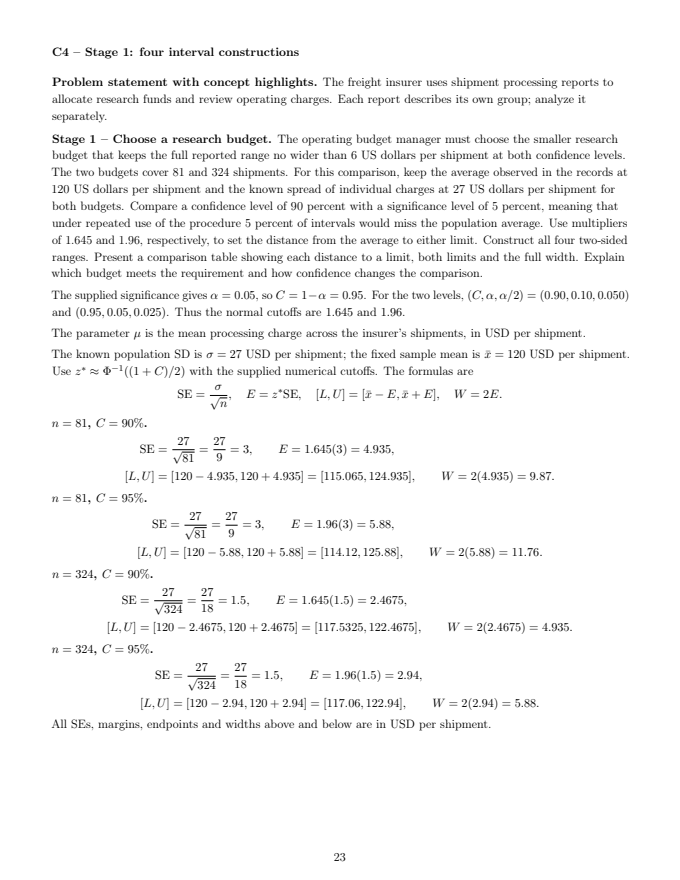 C4 – Stage 1: four interval constructions
Problem statement with concept highlights. The freight insurer uses shipment processing reports to
allocate research funds and review operating charges. Each report describes its own group; analyze it
separately.
Stage 1 – Choose a research budget. The operating budget manager must choose the smaller research
budget that keeps the full reported range no wider than 6 US dollars per shipment at both confidence levels.
The two budgets cover 81 and 324 shipments. For this comparison, keep the average observed in the records at
120 US dollars per shipment and the known spread of individual charges at 27 US dollars per shipment for
both budgets. Compare a confidence level of 90 percent with a significance level of 5 percent, meaning that
under repeated use of the procedure 5 percent of intervals would miss the population average. Use multipliers
of 1.645 and 1.96, respectively, to set the distance from the average to either limit. Construct all four two-sided
ranges. Present a comparison table showing each distance to a limit, both limits and the full width. Explain
which budget meets the requirement and how confidence changes the comparison.
The supplied significance gives α = 0.05, so C = 1−α = 0.95. For the two levels, (C, α, α/2) = (0.90, 0.10, 0.050)
and (0.95, 0.05, 0.025). Thus the normal cutoffs are 1.645 and 1.96.
The parameter μ is the mean processing charge across the insurer's shipments, in USD per shipment.
The known population SD is σ = 27 USD per shipment; the fixed sample mean is x̄ = 120 USD per shipment.
Use z* ≈ Φ⁻¹((1 + C)/2) with the supplied numerical cutoffs. The formulas are
SE = σ/√n, E = z*SE, [L, U] = [x̄ − E, x̄ + E], W = 2E.
n = 81, C = 90%.
SE = 27/√81 = 27/9 = 3, E = 1.645(3) = 4.935,
[L, U] = [120 − 4.935, 120 + 4.935] = [115.065, 124.935], W = 2(4.935) = 9.87.
n = 81, C = 95%.
SE = 27/√81 = 27/9 = 3, E = 1.96(3) = 5.88,
[L, U] = [120 − 5.88, 120 + 5.88] = [114.12, 125.88], W = 2(5.88) = 11.76.
n = 324, C = 90%.
SE = 27/√324 = 27/18 = 1.5, E = 1.645(1.5) = 2.4675,
[L, U] = [120 − 2.4675, 120 + 2.4675] = [117.5325, 122.4675], W = 2(2.4675) = 4.935.
n = 324, C = 95%.
SE = 27/√324 = 27/18 = 1.5, E = 1.96(1.5) = 2.94,
[L, U] = [120 − 2.94, 120 + 2.94] = [117.06, 122.94], W = 2(2.94) = 5.88.
All SEs, margins, endpoints and widths above and below are in USD per shipment.
23